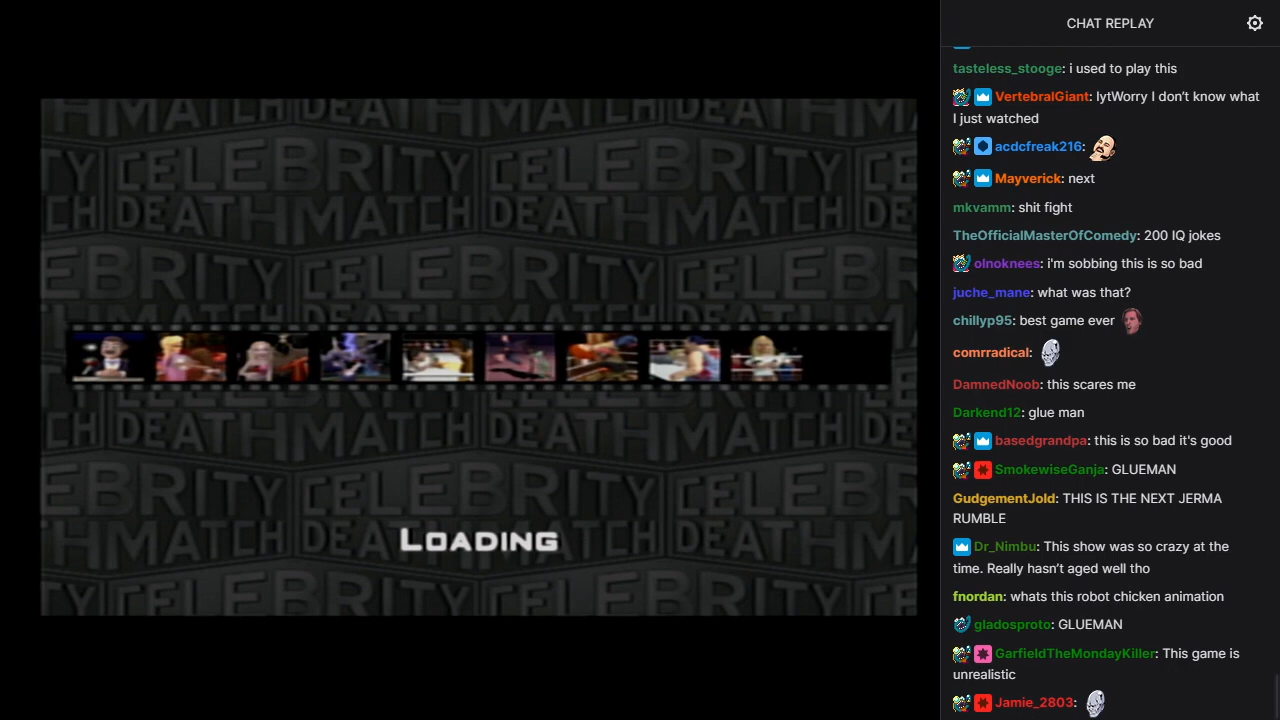 CELEBRITY
DEATHMATCH
LOADING
CHAT REPLAY
tasteless_stooge: i used to play this
VertebralGiant: lytWorry I don't know what
I just watched
acdcfreak216:
Mayverick: next
mkvamm: shit fight
TheOfficialMasterOfComedy: 200 IQ jokes
olnoknees: i'm sobbing this is so bad
juche_mane: what was that?
chillyp95: best game ever
comrradical:
DamnedNoob: this scares me
Darkend12: glue man
basedgrandpa: this is so bad it's good
SmokewiseGanja: GLUEMAN
GudgementJold: THIS IS THE NEXT JERMA
RUMBLE
Dr_Nimbu: This show was so crazy at the
time. Really hasn't aged well tho
fnordan: whats this robot chicken animation
gladosproto: GLUEMAN
GarfieldTheMondayKiller: This game is
unrealistic
Jamie_2803: